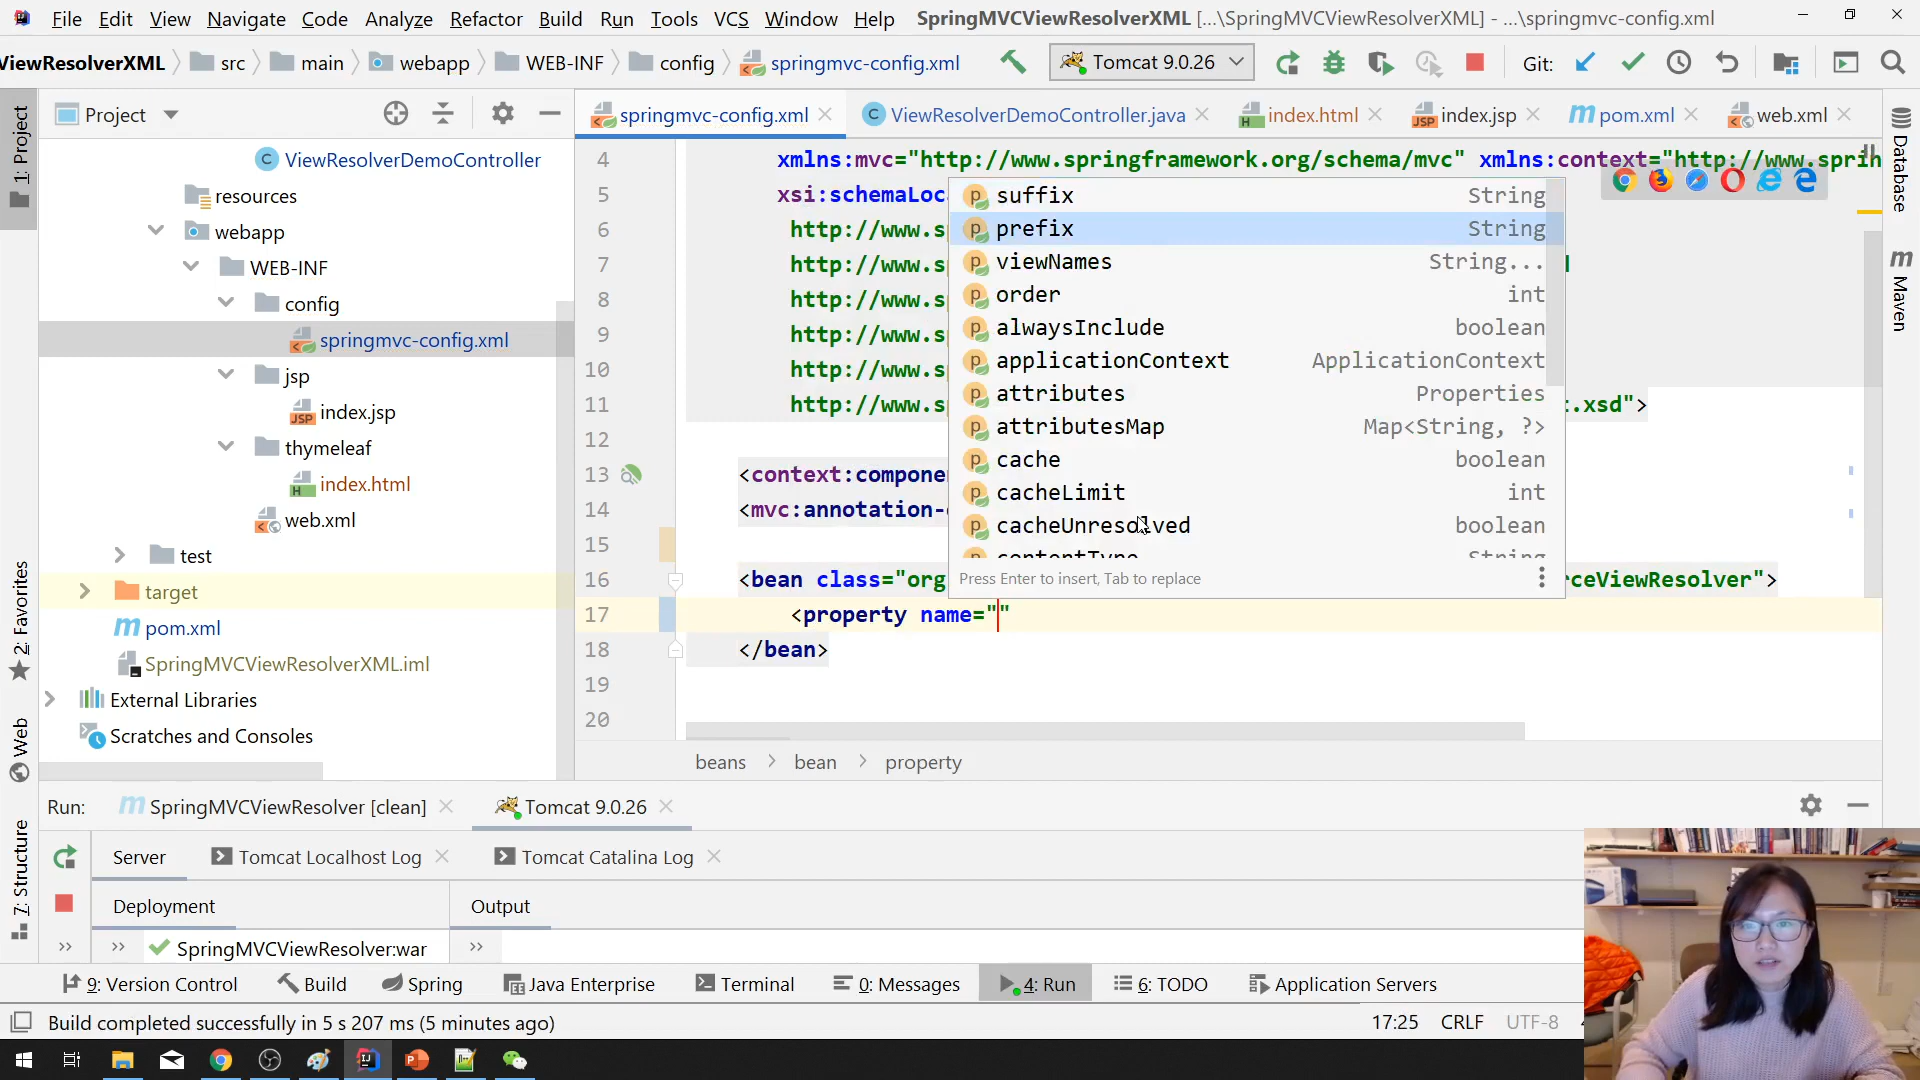 File Edit View Navigate Code Analyze Refactor Build Run Tools VCS Window Help SpringMVCViewResolverXML [...\SpringMVCViewResolverXML] - ...\springmvc-config.xml
ViewResolverXML src main webapp WEB-INF config springmvc-config.xml Tomcat 9.0.26 Git:
1: Project
Project
springmvc-config.xml ViewResolverDemoController.java index.html index.jsp pom.xml web.xml
Database
Maven
ViewResolverDemoController
resources
webapp
WEB-INF
config
springmvc-config.xml
jsp
index.jsp
thymeleaf
index.html
web.xml
test
target
pom.xml
SpringMVCViewResolverXML.iml
External Libraries
Scratches and Consoles
4 xmlns:mvc="http://www.springframework.org/schema/mvc" xmlns:context="http://www.sprin
5 xsi:schemaLoc
6 http://www.s
7 http://www.s
8 http://www.s
9 http://www.s
10 http://www.s
11 http://www.s .xsd">
12
13 <context:compone
14 <mvc:annotation-
15
16 <bean class="org ceViewResolver">
17 <property name=""
18 </bean>
19
20
suffix String
prefix String
viewNames String...
order int
alwaysInclude boolean
applicationContext ApplicationContext
attributes Properties
attributesMap Map<String, ?>
cache boolean
cacheLimit int
cacheUnresolved boolean
contentType String
Press Enter to insert, Tab to replace
beans bean property
2: Favorites
Web
7: Structure
Run: SpringMVCViewResolver [clean] Tomcat 9.0.26
Server Tomcat Localhost Log Tomcat Catalina Log
Deployment Output
SpringMVCViewResolver:war
9: Version Control Build Spring Java Enterprise Terminal 0: Messages 4: Run 6: TODO Application Servers
Build completed successfully in 5 s 207 ms (5 minutes ago) 17:25 CRLF UTF-8